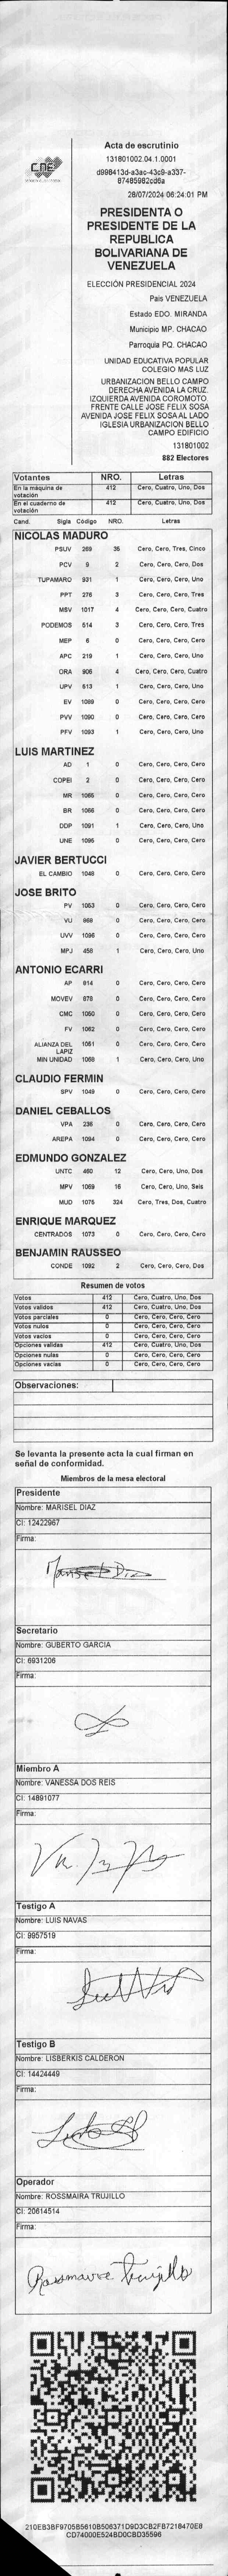 Acta de escrutinio
131801002.04.1.0001
d998413d-a3ac-43c9-a337-
87485982cd6a
28/07/2024 06:24:01 PM
CNE
PRESIDENTA O
PRESIDENTE DE LA
REPUBLICA
BOLIVARIANA DE
VENEZUELA
ELECCIÓN PRESIDENCIAL 2024
País VENEZUELA
Estado EDO. MIRANDA
Municipio MP. CHACAO
Parroquia PQ. CHACAO
UNIDAD EDUCATIVA POPULAR
COLEGIO MAS LUZ
URBANIZACION BELLO CAMPO
DERECHA AVENIDA LA CRUZ.
IZQUIERDA AVENIDA COROMOTO.
FRENTE CALLE JOSE FELIX SOSA
AVENIDA JOSE FELIX SOSA AL LADO
IGLESIA URBANIZACION BELLO
CAMPO EDIFICIO
131801002
882 Electores
Votantes NRO. Letras
En la máquina de votación 412 Cero, Cuatro, Uno, Dos
En el cuaderno de votación 412 Cero, Cuatro, Uno, Dos
Cand. Sigla Código NRO. Letras
NICOLAS MADURO
PSUV 269 35 Cero, Cero, Tres, Cinco
PCV 9 2 Cero, Cero, Cero, Dos
TUPAMARO 931 1 Cero, Cero, Cero, Uno
PPT 276 3 Cero, Cero, Cero, Tres
MSV 1017 4 Cero, Cero, Cero, Cuatro
PODEMOS 514 3 Cero, Cero, Cero, Tres
MEP 6 0 Cero, Cero, Cero, Cero
APC 219 1 Cero, Cero, Cero, Uno
ORA 906 4 Cero, Cero, Cero, Cuatro
UPV 613 1 Cero, Cero, Cero, Uno
EV 1089 0 Cero, Cero, Cero, Cero
PVV 1090 0 Cero, Cero, Cero, Cero
PFV 1093 1 Cero, Cero, Cero, Uno
LUIS MARTINEZ
AD 1 0 Cero, Cero, Cero, Cero
COPEI 2 0 Cero, Cero, Cero, Cero
MR 1065 0 Cero, Cero, Cero, Cero
BR 1066 0 Cero, Cero, Cero, Cero
DDP 1091 1 Cero, Cero, Cero, Uno
UNE 1095 0 Cero, Cero, Cero, Cero
JAVIER BERTUCCI
EL CAMBIO 1048 0 Cero, Cero, Cero, Cero
JOSE BRITO
PV 1053 0 Cero, Cero, Cero, Cero
VU 968 0 Cero, Cero, Cero, Cero
UVV 1096 0 Cero, Cero, Cero, Cero
MPJ 458 1 Cero, Cero, Cero, Uno
ANTONIO ECARRI
AP 814 0 Cero, Cero, Cero, Cero
MOVEV 878 0 Cero, Cero, Cero, Cero
CMC 1050 0 Cero, Cero, Cero, Cero
FV 1062 0 Cero, Cero, Cero, Cero
ALIANZA DEL LAPIZ 1051 0 Cero, Cero, Cero, Cero
MIN UNIDAD 1068 1 Cero, Cero, Cero, Uno
CLAUDIO FERMIN
SPV 1049 0 Cero, Cero, Cero, Cero
DANIEL CEBALLOS
VPA 236 0 Cero, Cero, Cero, Cero
AREPA 1094 0 Cero, Cero, Cero, Cero
EDMUNDO GONZALEZ
UNTC 460 12 Cero, Cero, Uno, Dos
MPV 1069 16 Cero, Cero, Uno, Seis
MUD 1075 324 Cero, Tres, Dos, Cuatro
ENRIQUE MARQUEZ
CENTRADOS 1073 0 Cero, Cero, Cero, Cero
BENJAMIN RAUSSEO
CONDE 1092 2 Cero, Cero, Cero, Dos
Resumen de votos
Votos 412 Cero, Cuatro, Uno, Dos
Votos validos 412 Cero, Cuatro, Uno, Dos
Votos parciales 0 Cero, Cero, Cero, Cero
Votos nulos 0 Cero, Cero, Cero, Cero
Votos vacios 0 Cero, Cero, Cero, Cero
Opciones validas 412 Cero, Cuatro, Uno, Dos
Opciones nulas 0 Cero, Cero, Cero, Cero
Opciones vacias 0 Cero, Cero, Cero, Cero
Observaciones:
Se levanta la presente acta la cual firman en
señal de conformidad.
Miembros de la mesa electoral
Presidente
Nombre: MARISEL DIAZ
CI: 12422967
Firma:
Marisel Diaz
Secretario
Nombre: GUBERTO GARCIA
CI: 6931206
Firma:
Miembro A
Nombre: VANESSA DOS REIS
CI: 14891077
Firma:
Testigo A
Nombre: LUIS NAVAS
CI: 9957519
Firma:
Testigo B
Nombre: LISBERKIS CALDERON
CI: 14424449
Firma:
Operador
Nombre: ROSSMAIRA TRUJILLO
CI: 20614514
Firma:
Rossmaira Trujillo
210EB3BF9705B5610B508371D9D3CB2FB7218470E8
CD74000E524BD0CBD35596